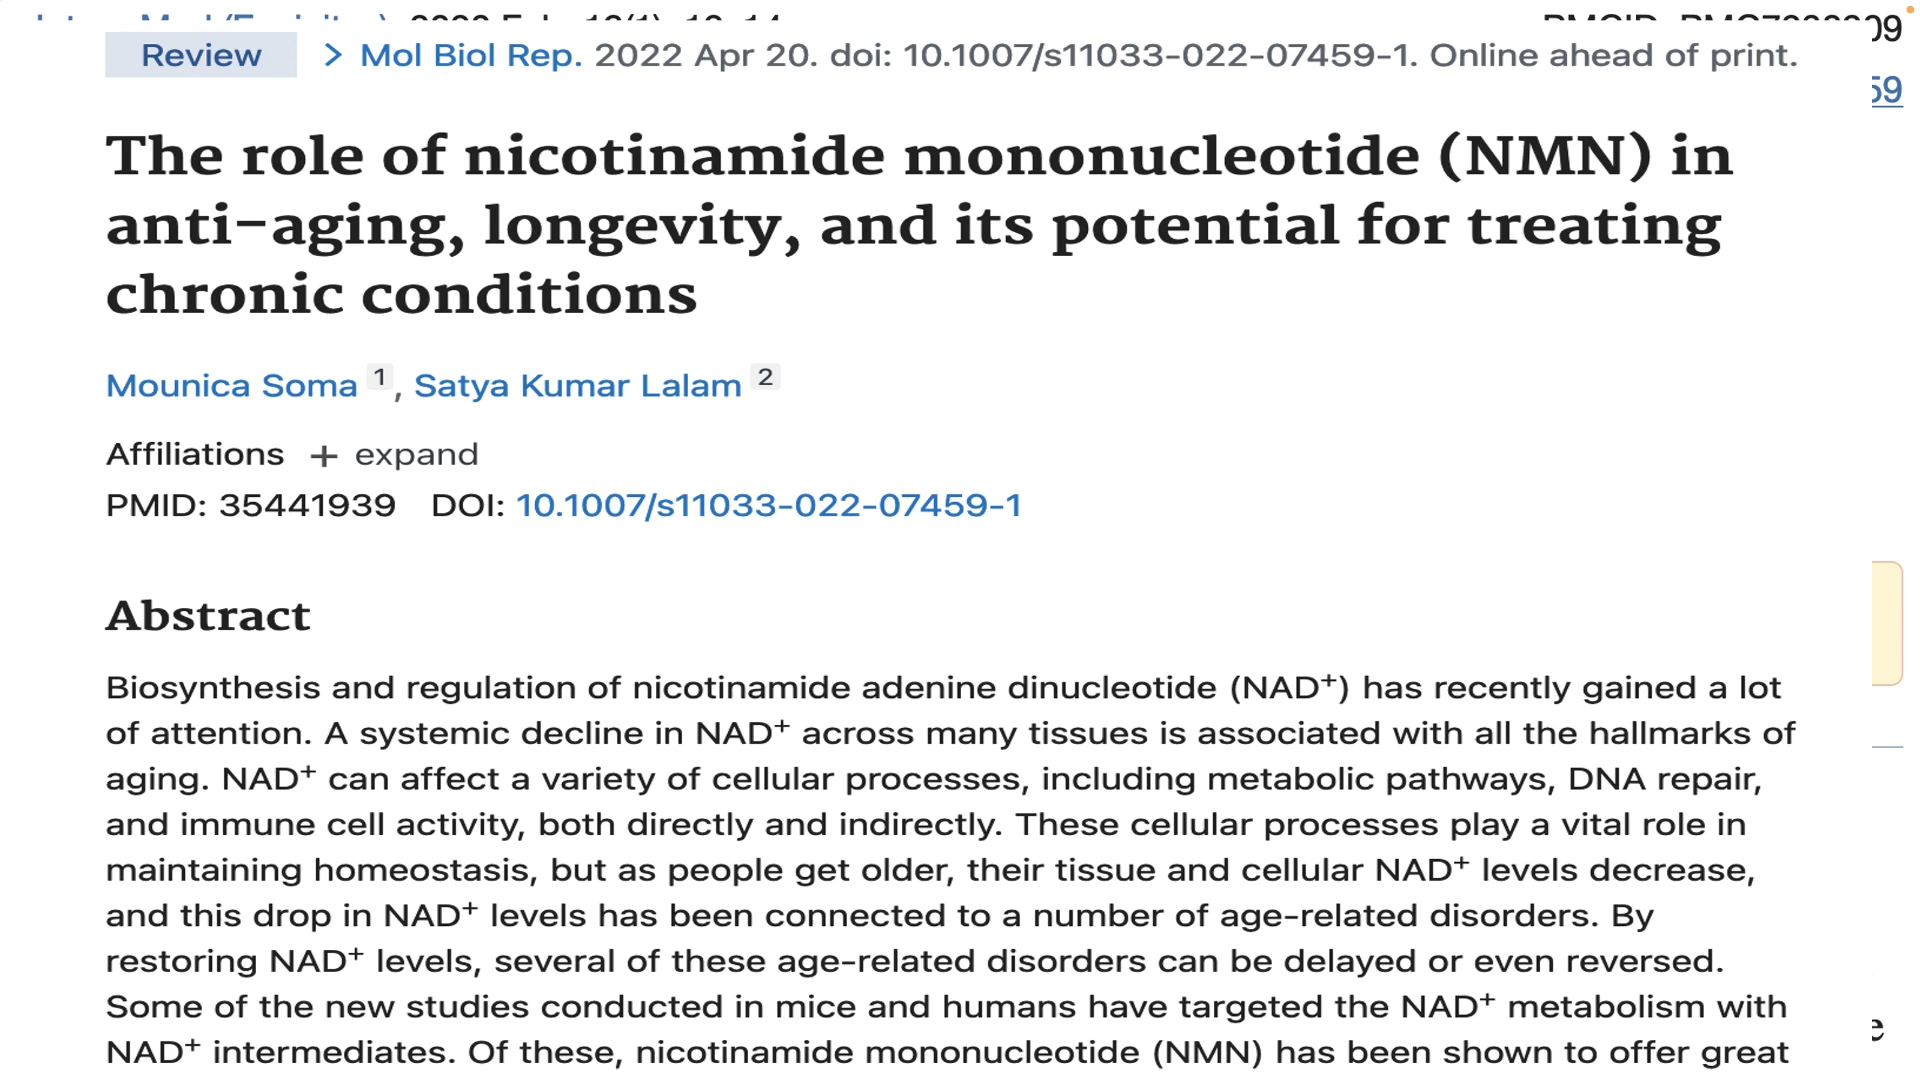 Review > Mol Biol Rep. 2022 Apr 20. doi: 10.1007/s11033-022-07459-1. Online ahead of print.
09
59
The role of nicotinamide mononucleotide (NMN) in
anti-aging, longevity, and its potential for treating
chronic conditions
Mounica Soma 1, Satya Kumar Lalam 2
Affiliations + expand
PMID: 35441939 DOI: 10.1007/s11033-022-07459-1
Abstract
Biosynthesis and regulation of nicotinamide adenine dinucleotide (NAD+) has recently gained a lot
of attention. A systemic decline in NAD+ across many tissues is associated with all the hallmarks of
aging. NAD+ can affect a variety of cellular processes, including metabolic pathways, DNA repair,
and immune cell activity, both directly and indirectly. These cellular processes play a vital role in
maintaining homeostasis, but as people get older, their tissue and cellular NAD+ levels decrease,
and this drop in NAD+ levels has been connected to a number of age-related disorders. By
restoring NAD+ levels, several of these age-related disorders can be delayed or even reversed.
Some of the new studies conducted in mice and humans have targeted the NAD+ metabolism with
NAD+ intermediates. Of these, nicotinamide mononucleotide (NMN) has been shown to offer great